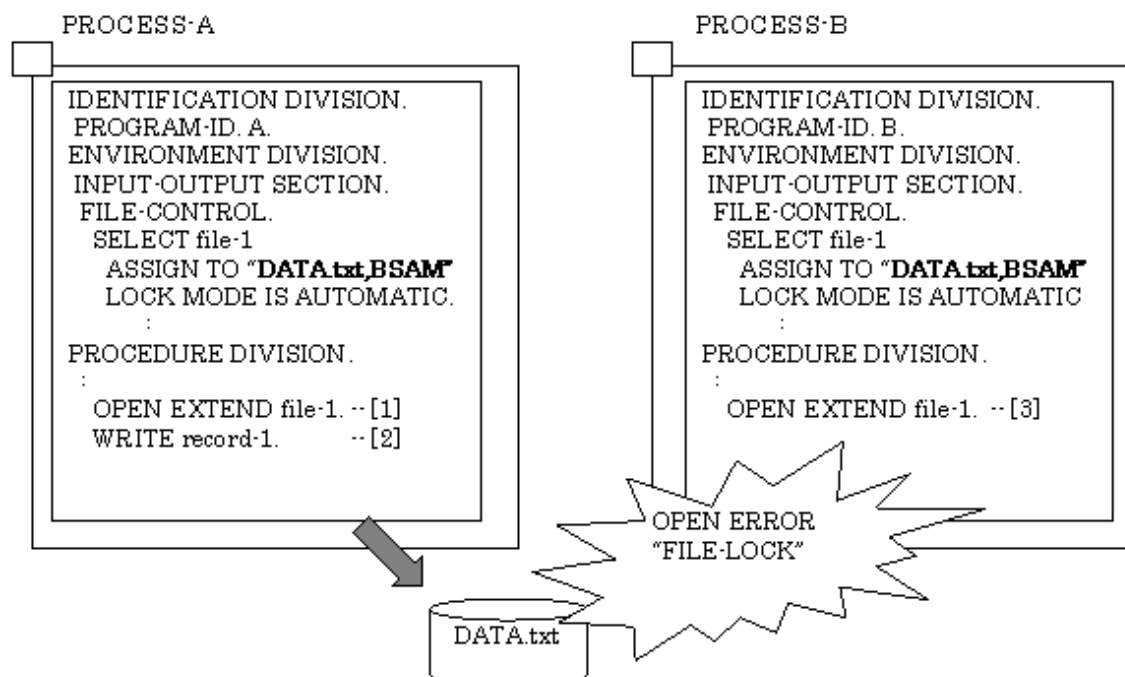 PROCESS-A
IDENTIFICATION DIVISION.
PROGRAM-ID. A.
ENVIRONMENT DIVISION.
INPUT-OUTPUT SECTION.
FILE-CONTROL.
SELECT file-1
ASSIGN TO “DATA.txt,BSAM”
LOCK MODE IS AUTOMATIC.
:
PROCEDURE DIVISION.
:
OPEN EXTEND file-1. --[1]
WRITE record-1. --[2]
PROCESS-B
IDENTIFICATION DIVISION.
PROGRAM-ID. B.
ENVIRONMENT DIVISION.
INPUT-OUTPUT SECTION.
FILE-CONTROL.
SELECT file-1
ASSIGN TO “DATA.txt,BSAM”
LOCK MODE IS AUTOMATIC
:
PROCEDURE DIVISION.
:
OPEN EXTEND file-1. --[3]
OPEN ERROR
“FILE-LOCK”
DATA.txt